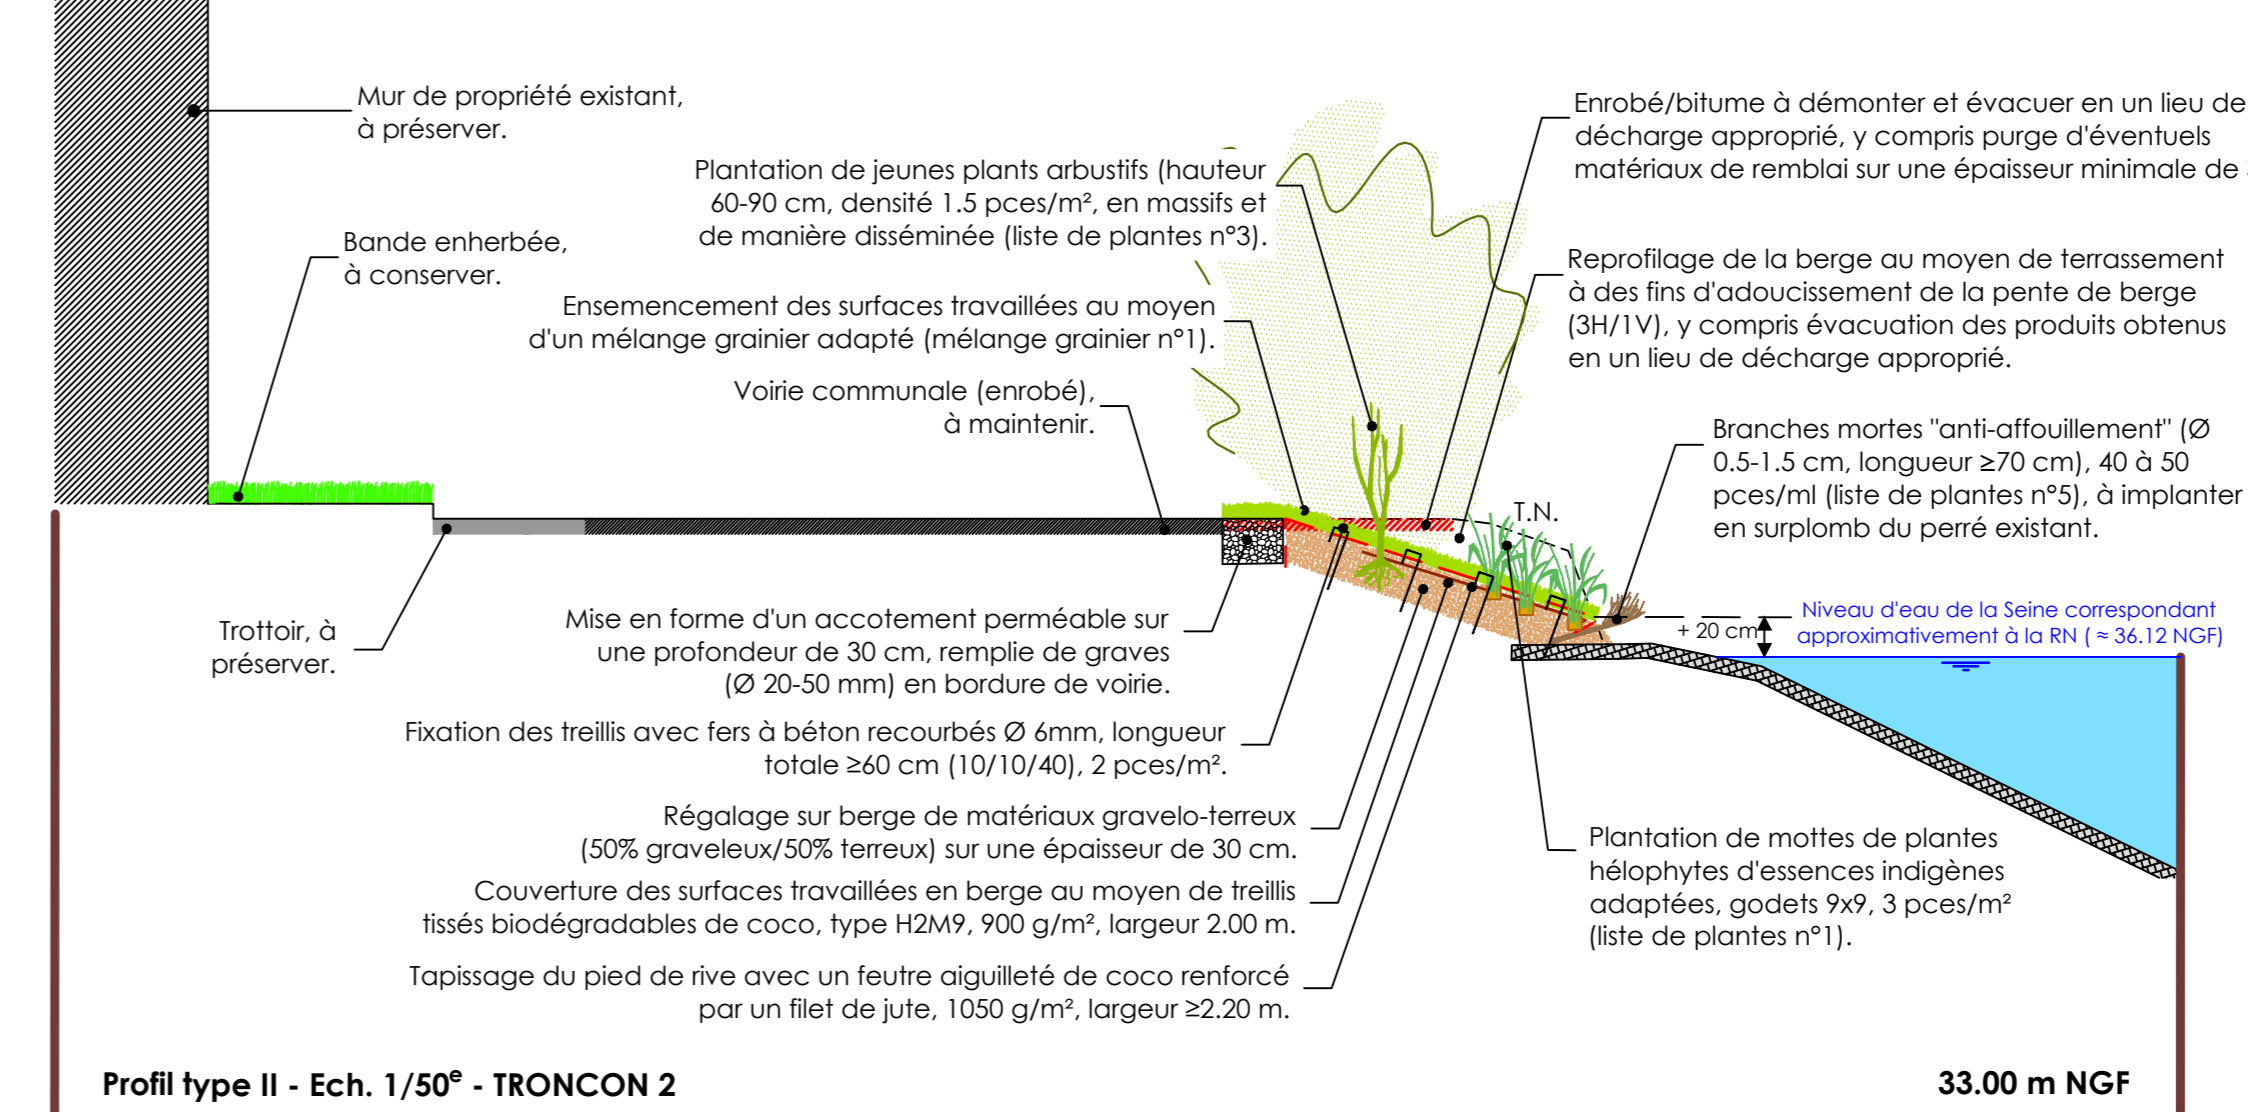 Mur de propriété existant,
à préserver.
Enrobé/bitume à démonter et évacuer en un lieu de
décharge approprié, y compris purge d'éventuels
matériaux de remblai sur une épaisseur minimale de
Plantation de jeunes plants arbustifs (hauteur
60-90 cm, densité 1.5 pces/m², en massifs et
de manière disséminée (liste de plantes n°3).
Bande enherbée,
à conserver.
Reprofilage de la berge au moyen de terrassement
à des fins d'adoucissement de la pente de berge
(3H/1V), y compris évacuation des produits obtenus
en un lieu de décharge approprié.
Ensemencement des surfaces travaillées au moyen
d'un mélange grainier adapté (mélange grainier n°1).
Voirie communale (enrobé),
à maintenir.
Branches mortes "anti-affouillement" (Ø
0.5-1.5 cm, longueur ≥70 cm), 40 à 50
pces/ml (liste de plantes n°5), à implanter
en surplomb du perré existant.
T.N.
Niveau d'eau de la Seine correspondant
approximativement à la RN ( ≈ 36.12 NGF)
+ 20 cm
Trottoir, à
préserver.
Mise en forme d'un accotement perméable sur
une profondeur de 30 cm, remplie de graves
(Ø 20-50 mm) en bordure de voirie.
Fixation des treillis avec fers à béton recourbés Ø 6mm, longueur
totale ≥60 cm (10/10/40), 2 pces/m².
Régalage sur berge de matériaux gravelo-terreux
(50% graveleux/50% terreux) sur une épaisseur de 30 cm.
Couverture des surfaces travaillées en berge au moyen de treillis
tissés biodégradables de coco, type H2M9, 900 g/m², largeur 2.00 m.
Tapissage du pied de rive avec un feutre aiguilleté de coco renforcé
par un filet de jute, 1050 g/m², largeur ≥2.20 m.
Plantation de mottes de plantes
hélophytes d'essences indigènes
adaptées, godets 9x9, 3 pces/m²
(liste de plantes n°1).
Profil type II - Ech. 1/50e - TRONCON 2
33.00 m NGF